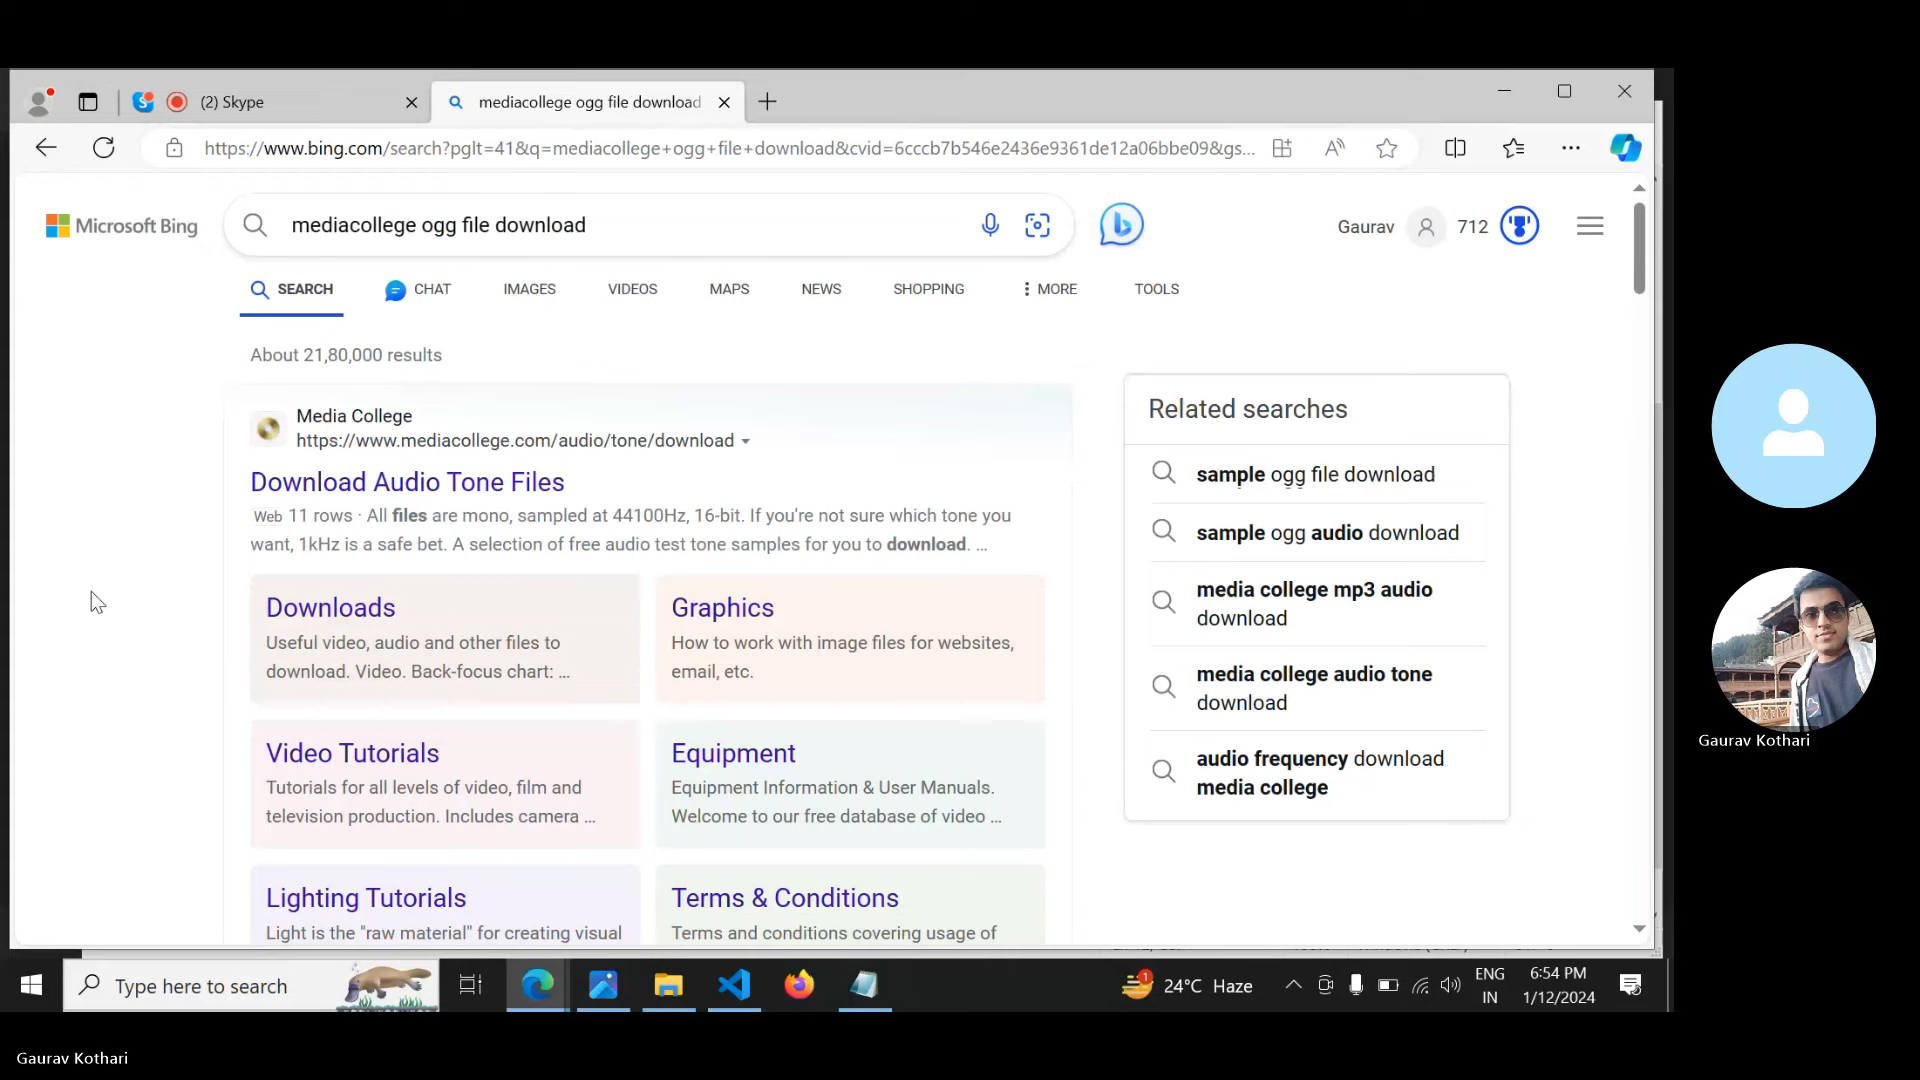 (2) Skype
mediacollege ogg file download
https://www.bing.com/search?pglt=41&q=mediacollege+ogg+file+download&cvid=6cccb7b546e2436e9361de12a06bbe09&gs...
Microsoft Bing
mediacollege ogg file download
Gaurav
712
SEARCH
CHAT
IMAGES
VIDEOS
MAPS
NEWS
SHOPPING
MORE
TOOLS
About 21,80,000 results
Media College
https://www.mediacollege.com/audio/tone/download
Download Audio Tone Files
Web 11 rows · All files are mono, sampled at 44100Hz, 16-bit. If you're not sure which tone you
want, 1kHz is a safe bet. A selection of free audio test tone samples for you to download. ...
Downloads
Useful video, audio and other files to
download. Video. Back-focus chart: ...
Graphics
How to work with image files for websites,
email, etc.
Video Tutorials
Tutorials for all levels of video, film and
television production. Includes camera ...
Equipment
Equipment Information & User Manuals.
Welcome to our free database of video ...
Lighting Tutorials
Light is the "raw material" for creating visual
Terms & Conditions
Terms and conditions covering usage of
Related searches
sample ogg file download
sample ogg audio download
media college mp3 audio
download
media college audio tone
download
audio frequency download
media college
Type here to search
1
24°C Haze
ENG
IN
6:54 PM
1/12/2024
Gaurav Kothari
Gaurav Kothari